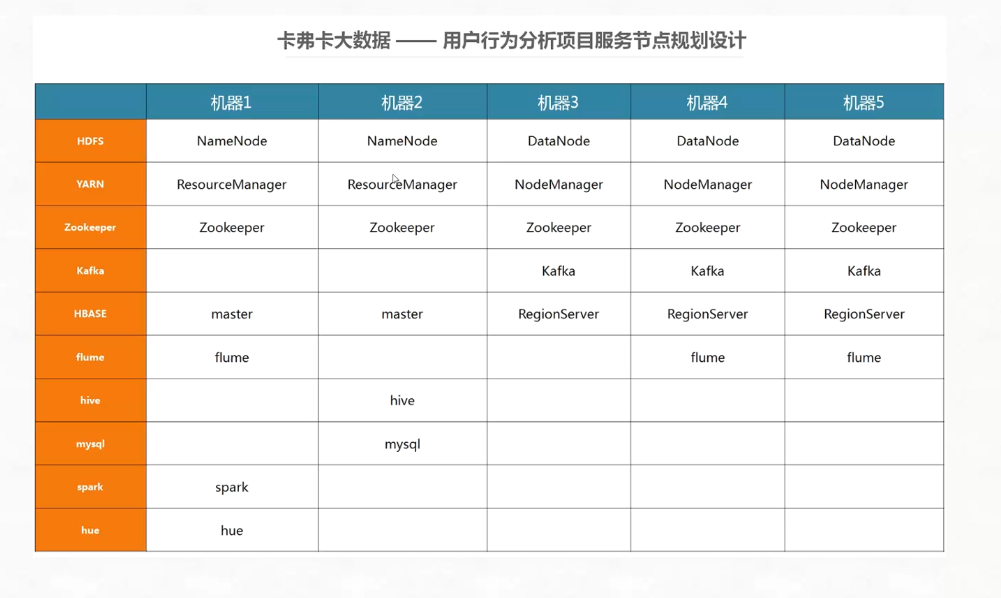 卡弗卡大数据 —— 用户行为分析项目服务节点规划设计
机器1 机器2 机器3 机器4 机器5
HDFS NameNode NameNode DataNode DataNode DataNode
YARN ResourceManager ResourceManager NodeManager NodeManager NodeManager
Zookeeper Zookeeper Zookeeper Zookeeper Zookeeper Zookeeper
Kafka Kafka Kafka Kafka
HBASE master master RegionServer RegionServer RegionServer
flume flume flume flume
hive hive
mysql mysql
spark spark
hue hue